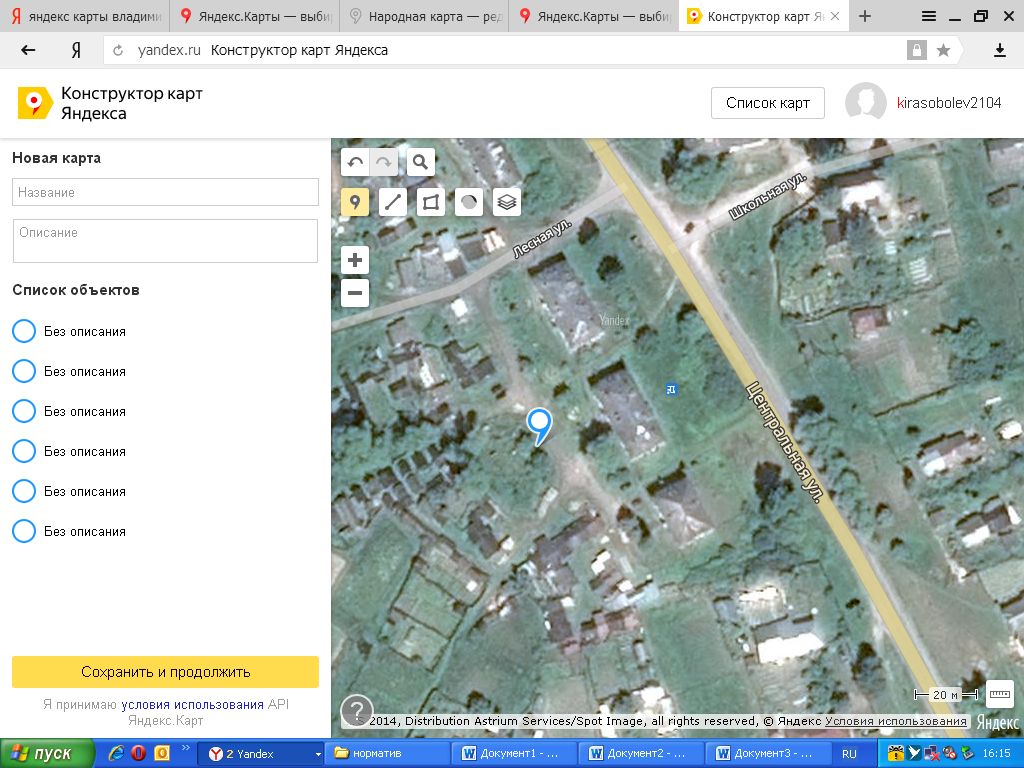 яндекс карты владими
Яндекс.Карты — выби
Народная карта — ред
Яндекс.Карты — выби
Конструктор карт Я
yandex.ru Конструктор карт Яндекса
Конструктор карт
Яндекса
Список карт
kirasobolev2104
Новая карта
Название
Описание
Список объектов
Без описания
Без описания
Без описания
Без описания
Без описания
Без описания
Сохранить и продолжить
Я принимаю условия использования API
Яндекс.Карт
Лесная ул.
Школьная ул.
Yandex
Центральная ул.
20 м
?
© 2014, Distribution Astrium Services/Spot Image, all rights reserved, © Яндекс Условия использования
Яндекс
пуск
2 Yandex
норматив
Документ1 - ...
Документ2 - ...
Документ3 - ...
RU
16:15